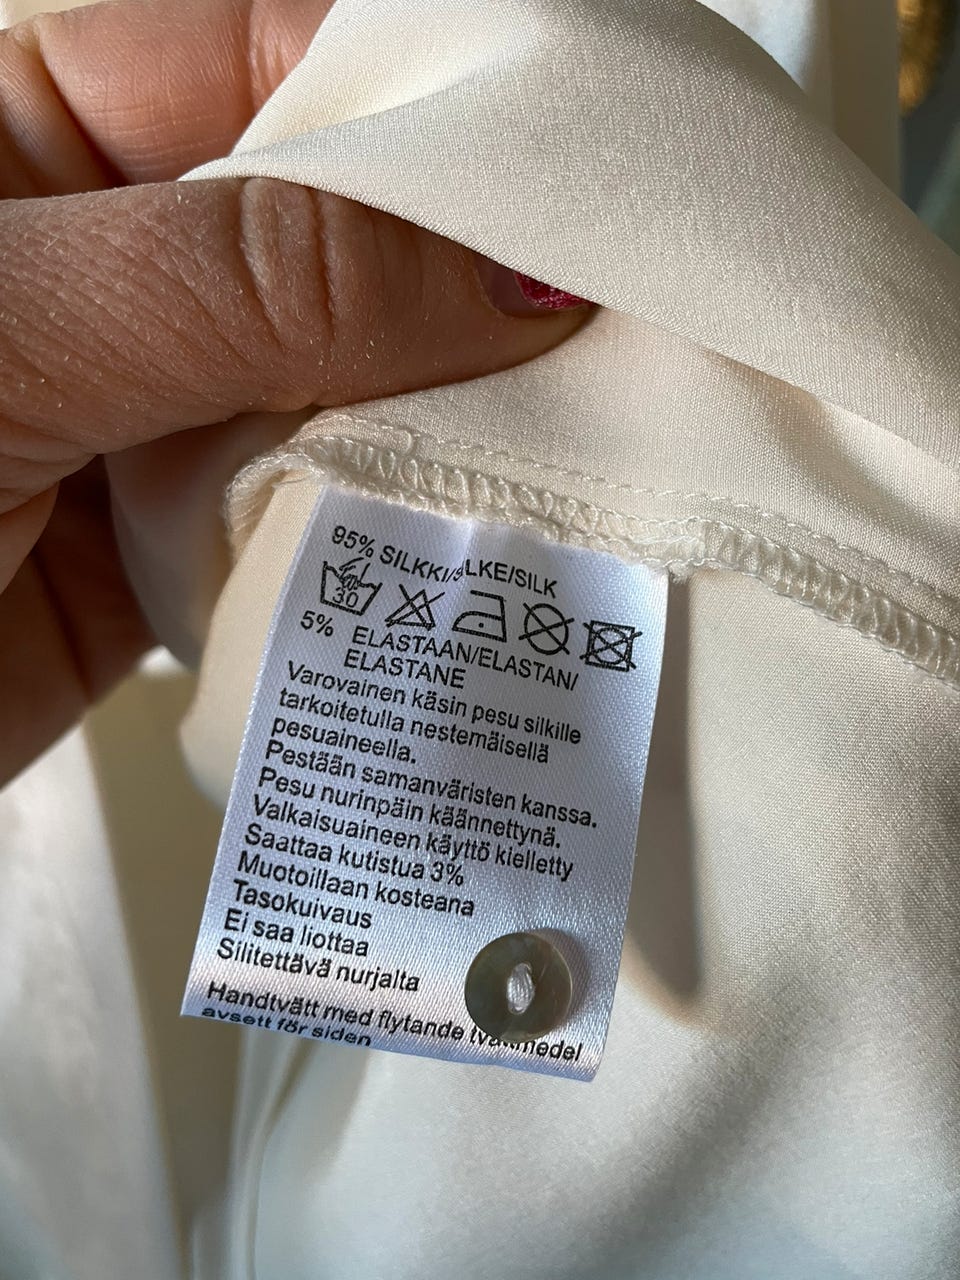 95% SILKKI/SILKE/SILK
30
5% ELASTAAN/ELASTAN/
ELASTANE
Varovainen käsin pesu silkille
tarkoitetulla nestemäisellä
pesuaineella.
Pestään samanväristen kanssa.
Pesu nurinpäin käännettynä.
Valkaisuaineen käyttö kielletty
Saattaa kutistua 3%
Muotoillaan kosteana
Tasokuivaus
Ei saa liottaa
Silitettävä nurjalta
Handtvätt med flytande
avsett för siden